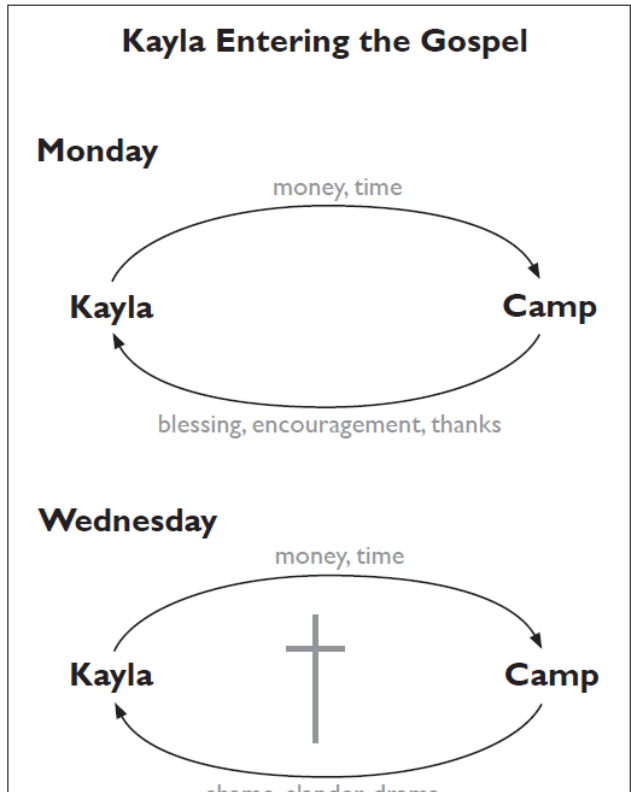 Kayla Entering the Gospel
Monday
money, time
Kayla Camp
blessing, encouragement, thanks
Wednesday
money, time
Kayla Camp
shame, slander, drama